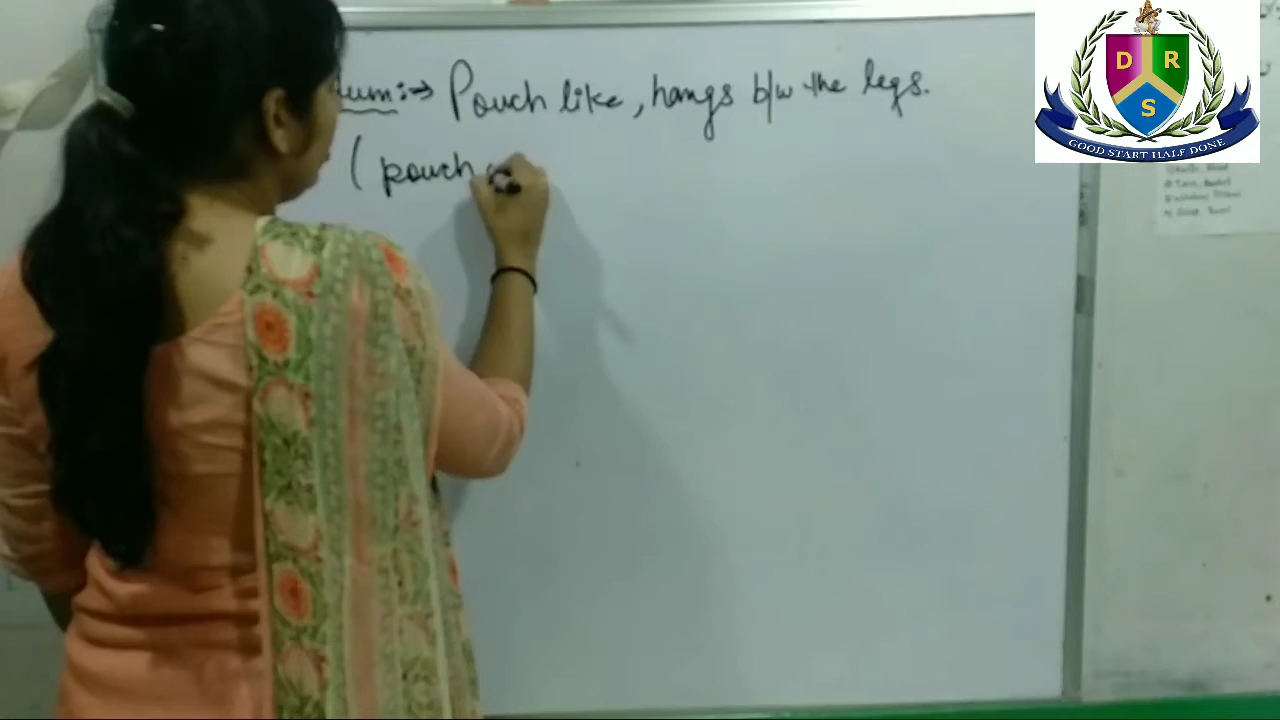 um :→ Pouch like, hangs b/w the legs.
( pouch
D R
S
GOOD START HALF DONE